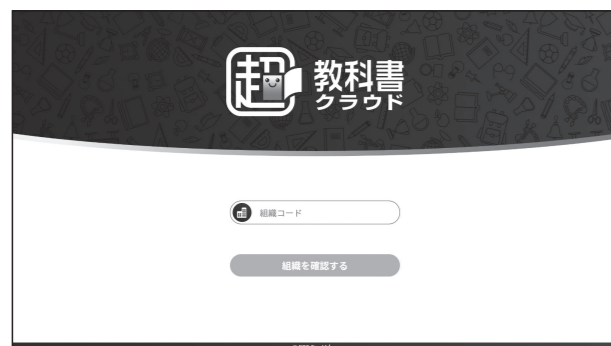 超
教科書
クラウド
組織コード
組織を確認する